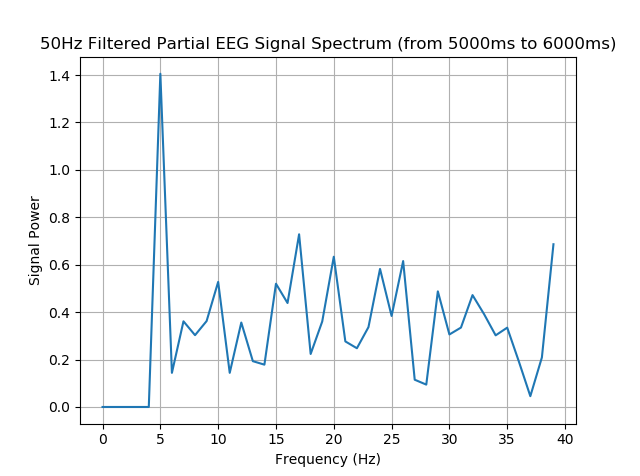 50Hz Filtered Partial EEG Signal Spectrum (from 5000ms to 6000ms)
Signal Power
1.4
1.2
1.0
0.8
0.6
0.4
0.2
0.0
0 5 10 15 20 25 30 35 40
Frequency (Hz)